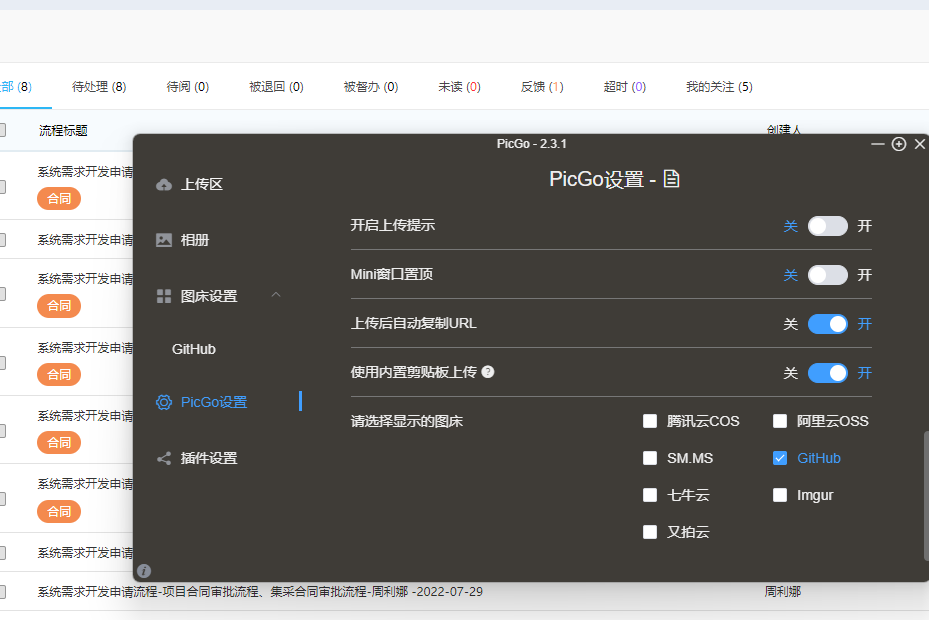 部 (8) 待处理 (8) 待阅 (0) 被退回 (0) 被督办 (0) 未读 (0) 反馈 (1) 超时 (0) 我的关注 (5)
流程标题 创建人
PicGo - 2.3.1
系统需求开发申请
合同
系统需求开发申请
系统需求开发申请
合同
系统需求开发申请
合同
系统需求开发申请
合同
系统需求开发申请
合同
系统需求开发申请
系统需求开发申请流程-项目合同审批流程、集采合同审批流程-周利娜 -2022-07-29 周利娜
上传区
相册
图床设置
GitHub
PicGo设置
插件设置
PicGo设置 -
开启上传提示 关 开
Mini窗口置顶 关 开
上传后自动复制URL 关 开
使用内置剪贴板上传 ? 关 开
请选择显示的图床 腾讯云COS 阿里云OSS
SM.MS GitHub
七牛云 Imgur
又拍云